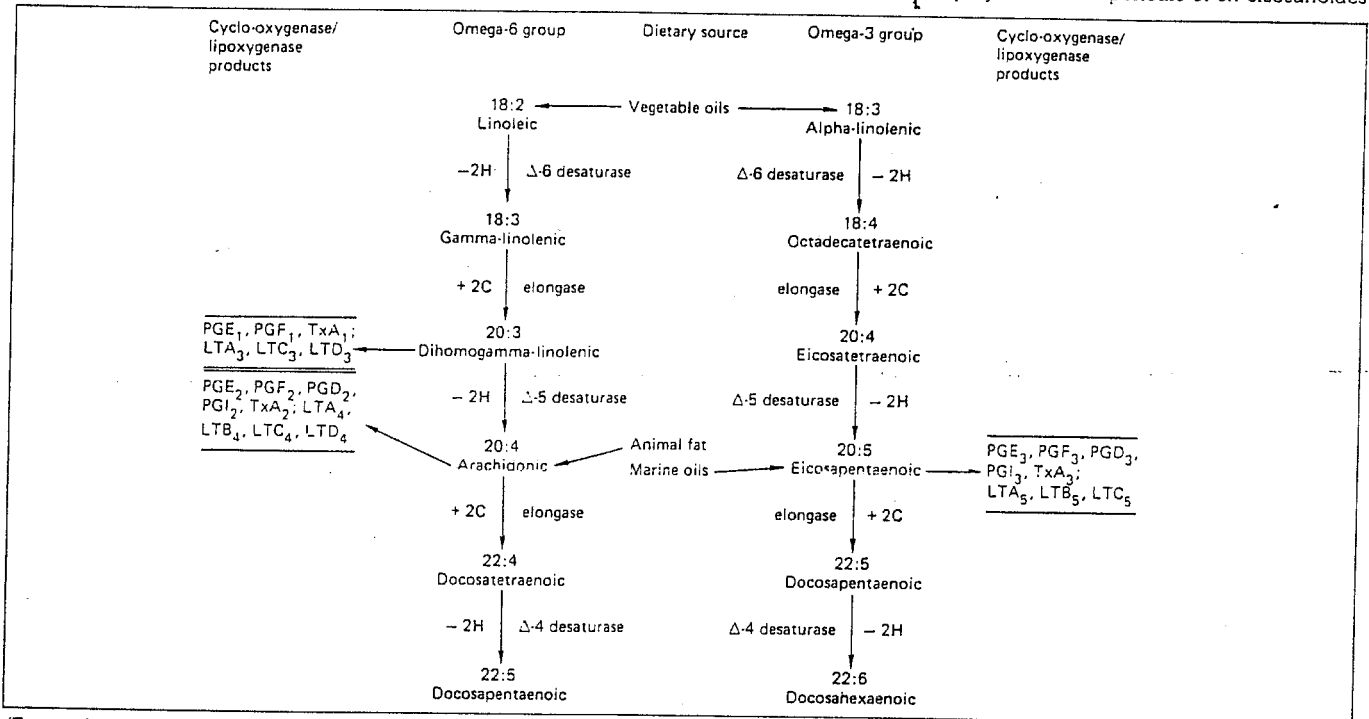 of en eicosanoides
Cyclo-oxygenase/
lipoxygenase
products
Omega-6 group
Dietary source
Omega-3 group
Cyclo-oxygenase/
lipoxygenase
products
18:2
Linoleic
Vegetable oils
18:3
Alpha-linolenic
−2H Δ-6 desaturase
Δ-6 desaturase − 2H
18:3
Gamma-linolenic
18:4
Octadecatetraenoic
+ 2C elongase
elongase + 2C
PGE₁, PGF₁, TxA₁;
LTA₃, LTC₃, LTD₃
20:3
Dihomogamma-linolenic
20:4
Eicosatetraenoic
PGE₂, PGF₂, PGD₂,
PGI₂, TxA₂; LTA₄,
LTB₄, LTC₄, LTD₄
− 2H Δ-5 desaturase
Δ-5 desaturase − 2H
20:4
Arachidonic
Animal fat
Marine oils
20:5
Eicosapentaenoic
PGE₃, PGF₃, PGD₃,
PGI₃, TxA₃;
LTA₅, LTB₅, LTC₅
+ 2C elongase
elongase + 2C
22:4
Docosatetraenoic
22:5
Docosapentaenoic
− 2H Δ-4 desaturase
Δ-4 desaturase − 2H
22:5
Docosapentaenoic
22:6
Docosahexaenoic